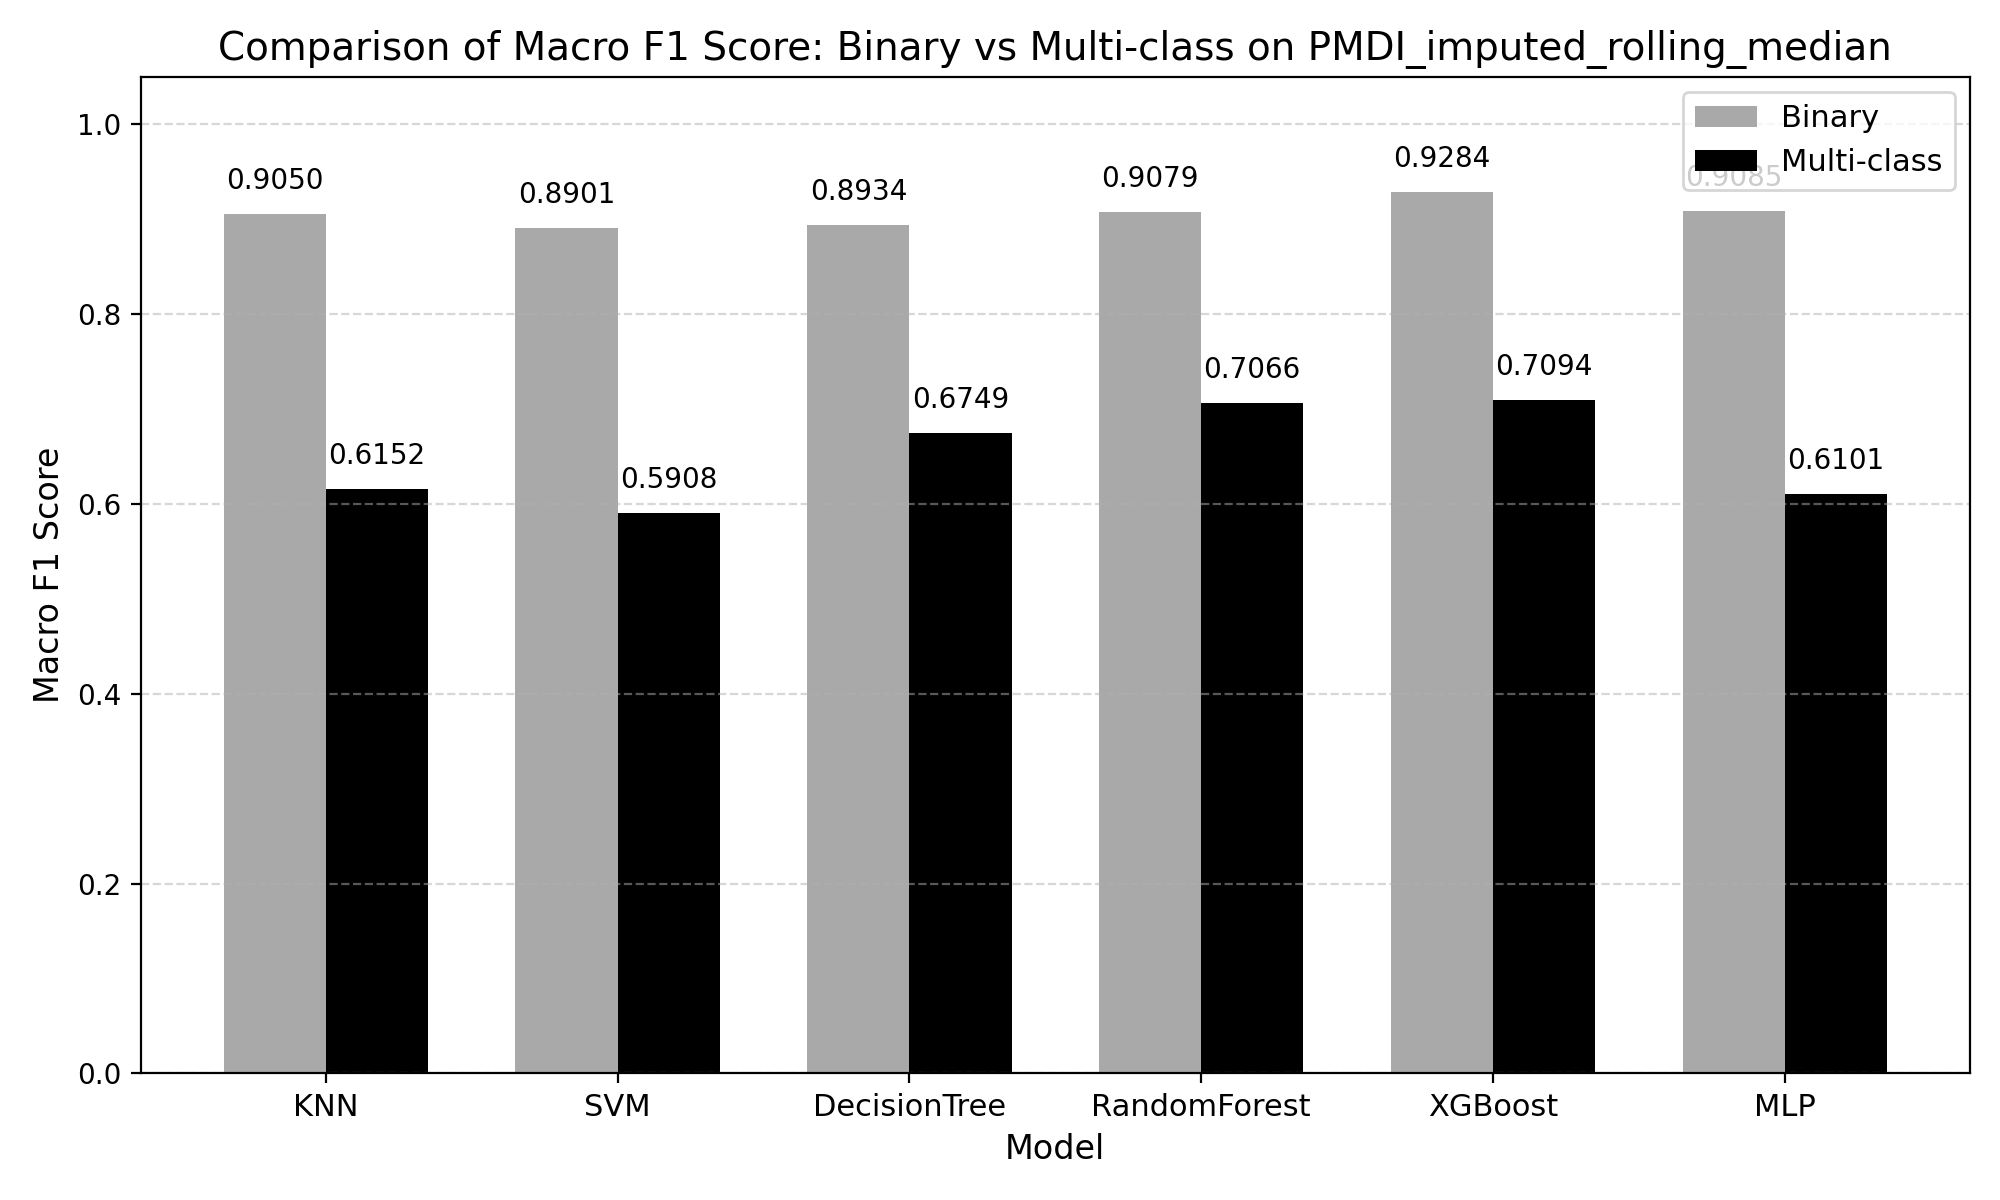 Comparison of Macro F1 Score: Binary vs Multi-class on PMDI_imputed_rolling_median
Binary
Multi-class
Macro F1 Score
1.0
0.8
0.6
0.4
0.2
0.0
0.9050
0.6152
0.8901
0.5908
0.8934
0.6749
0.9079
0.7066
0.9284
0.7094
0.9085
0.6101
KNN
SVM
DecisionTree
RandomForest
XGBoost
MLP
Model